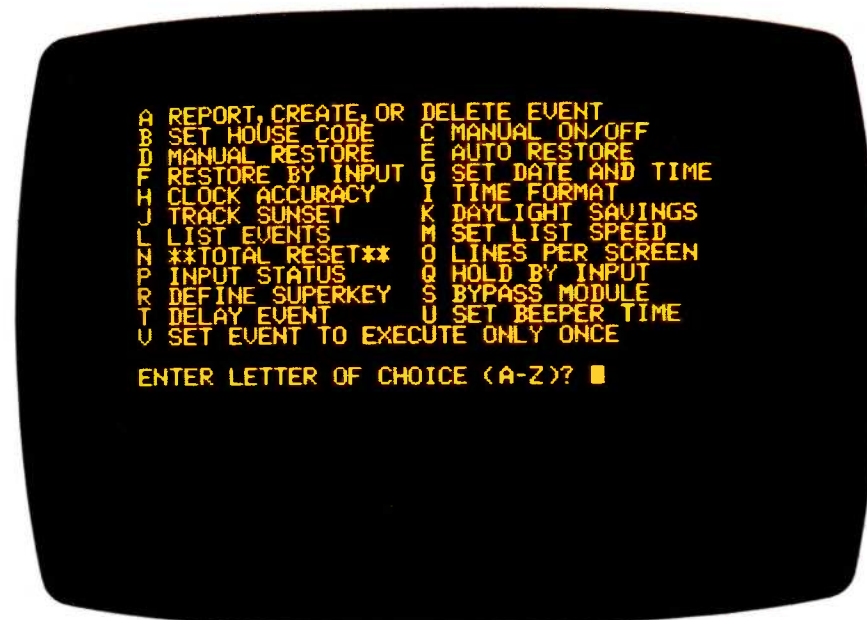 A REPORT,CREATE,OR DELETE EVENT
B SET HOUSE CODE C MANUAL ON/OFF
D MANUAL RESTORE E AUTO RESTORE
F RESTORE BY INPUT G SET DATE AND TIME
H CLOCK ACCURACY I TIME FORMAT
J TRACK SUNSET K DAYLIGHT SAVINGS
L LIST EVENTS M SET LIST SPEED
N **TOTAL RESET** O LINES PER SCREEN
P INPUT STATUS Q HOLD BY INPUT
R DEFINE SUPERKEY S BYPASS MODULE
T DELAY EVENT U SET BEEPER TIME
V SET EVENT TO EXECUTE ONLY ONCE
ENTER LETTER OF CHOICE (A-Z)?